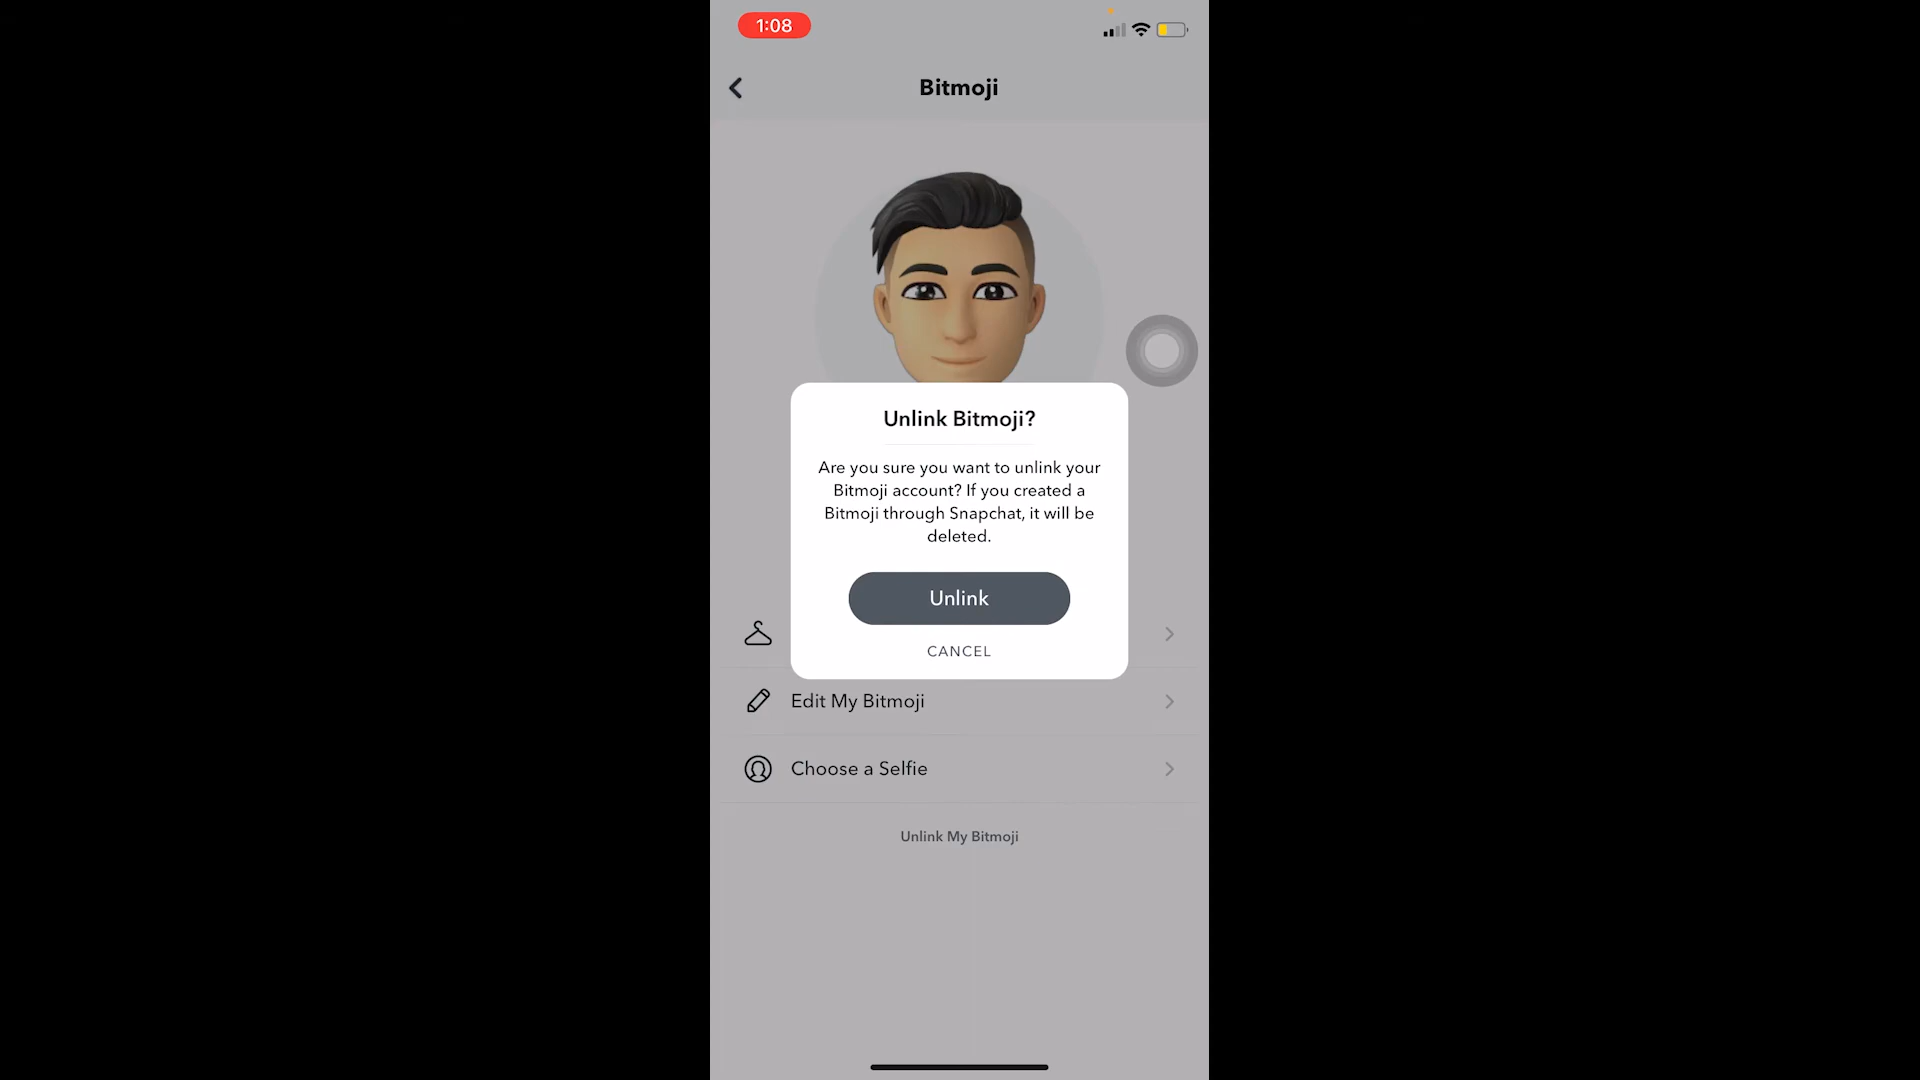 1:08
Bitmoji
Unlink Bitmoji?
Are you sure you want to unlink your
Bitmoji account? If you created a
Bitmoji through Snapchat, it will be
deleted.
Unlink
CANCEL
Edit My Bitmoji
Choose a Selfie
Unlink My Bitmoji